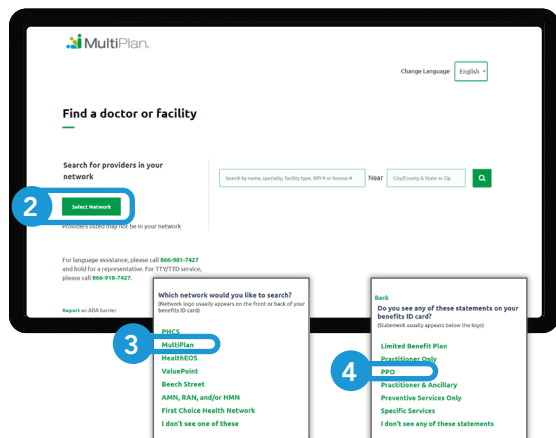 MultiPlan.
Change Language English
Find a doctor or facility
Search for providers in your
network
Search by name, specialty, facility type, NPI # or license # Near City/County & State or Zip
2
Select Network
Providers listed may not be in your network
For language assistance, please call 866-981-7427
and hold for a representative. For TTY/TTD service,
please call 866-918-7427.
Report an ADA barrier
Which network would you like to search?
(Network logo usually appears on the front or back of your
benefits ID card)
PHCS
3
MultiPlan
HealthEOS
ValuePoint
Beech Street
AMN, RAN, and/or HMN
First Choice Health Network
I don't see one of these
Back
Do you see any of these statements on your
benefits ID card?
(Statement usually appears below the logo)
Limited Benefit Plan
Practitioner Only
4
PPO
Practitioner & Ancillary
Preventive Services Only
Specific Services
I don't see any of these statements